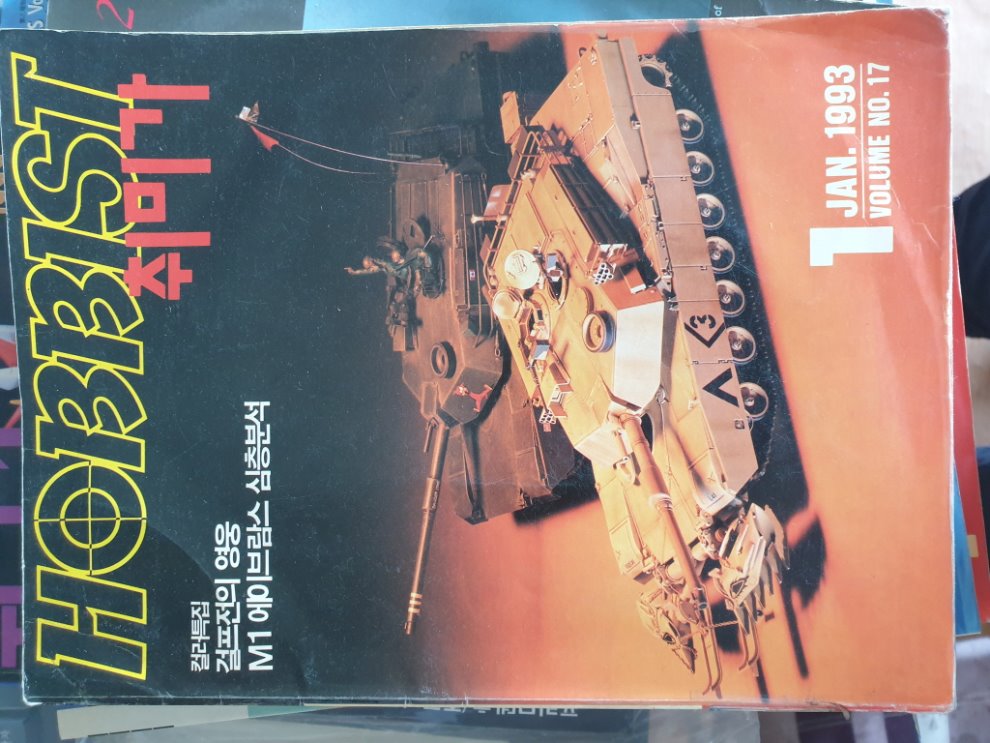 HOBBIST
취미가
1
JAN. 1993
VOLUME NO. 17
컬러특집
걸프전의 영웅
M1 에이브람스 심층분석
3